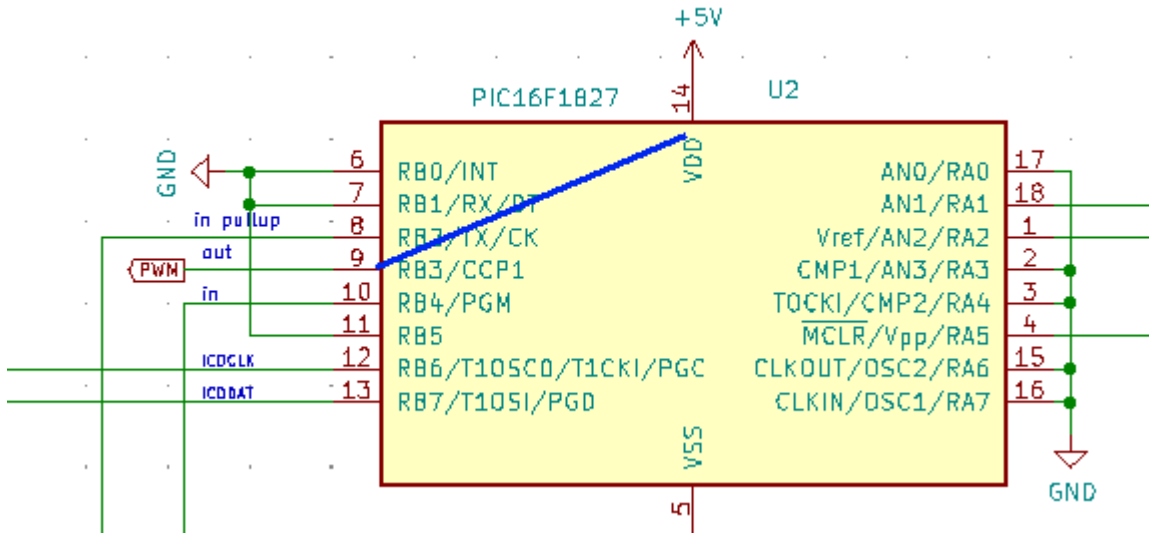 +5V
PIC16F1827
U2
14
VDD
GND
6 RB0/INT
7 RB1/RX/DT
in pullup 8 RB2/TX/CK
out
PWM 9 RB3/CCP1
in 10 RB4/PGM
11 RB5
ICDCLK 12 RB6/T1OSCO/T1CKI/PGC
ICDDAT 13 RB7/T1OSI/PGD
AN0/RA0 17
AN1/RA1 18
Vref/AN2/RA2 1
CMP1/AN3/RA3 2
TOCKI/CMP2/RA4 3
MCLR/Vpp/RA5 4
CLKOUT/OSC2/RA6 15
CLKIN/OSC1/RA7 16
VSS
5
GND